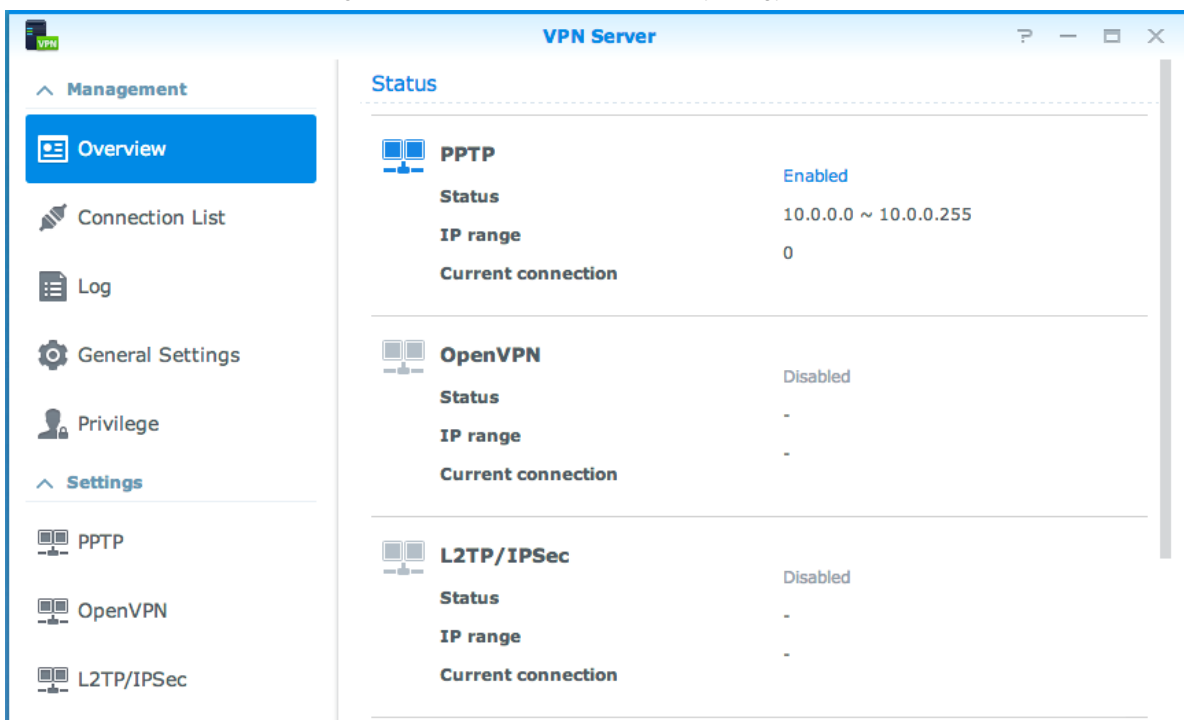 VPN Server
VPN
Management
Overview
Connection List
Log
General Settings
Privilege
Settings
PPTP
OpenVPN
L2TP/IPSec
Status
PPTP
Status
Enabled
IP range
10.0.0.0 ~ 10.0.0.255
Current connection
0
OpenVPN
Status
Disabled
IP range
-
Current connection
-
L2TP/IPSec
Status
Disabled
IP range
-
Current connection
-